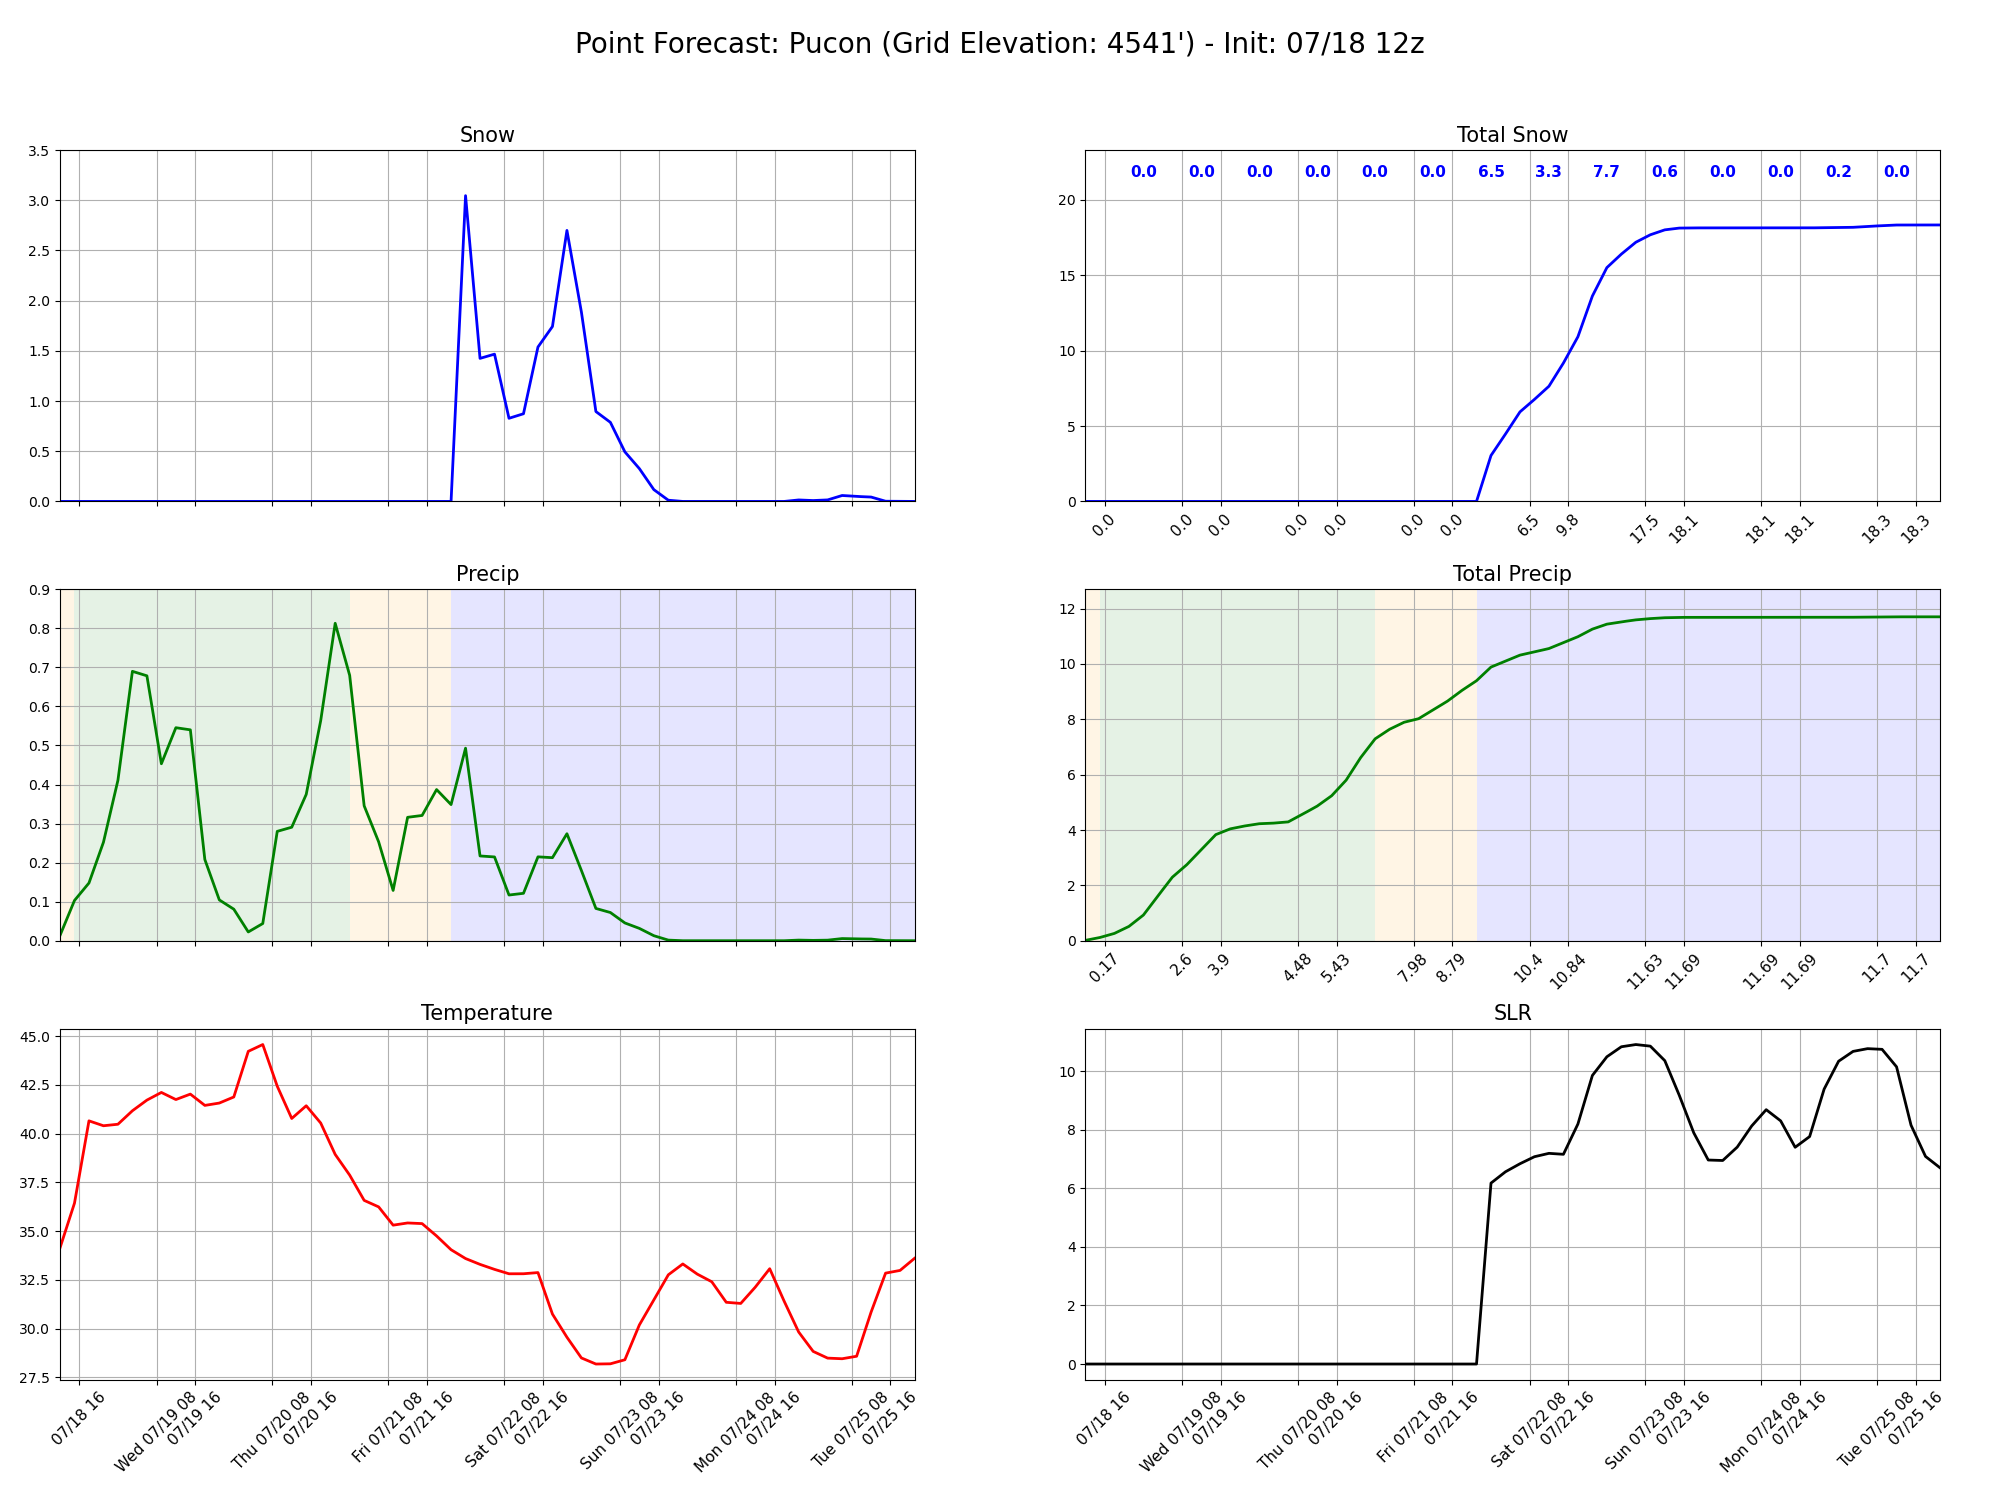 Point Forecast: Pucon (Grid Elevation: 4541') - Init: 07/18 12z
Snow
3.5
3.0
2.5
2.0
1.5
1.0
0.5
0.0
Total Snow
0.0 0.0 0.0 0.0 0.0 0.0 6.5 3.3 7.7 0.6 0.0 0.0 0.2 0.0
20
15
10
5
0
0.0 0.0 0.0 0.0 0.0 0.0 0.0 6.5 9.8 17.5 18.1 18.1 18.1 18.3 18.3
Precip
0.9
0.8
0.7
0.6
0.5
0.4
0.3
0.2
0.1
0.0
Total Precip
12
10
8
6
4
2
0
0.17 2.6 3.9 4.48 5.43 7.98 8.79 10.4 10.84 11.63 11.69 11.69 11.69 11.7 11.7
Temperature
45.0
42.5
40.0
37.5
35.0
32.5
30.0
27.5
07/18 16
Wed 07/19 08
07/19 16
Thu 07/20 08
07/20 16
Fri 07/21 08
07/21 16
Sat 07/22 08
07/22 16
Sun 07/23 08
07/23 16
Mon 07/24 08
07/24 16
Tue 07/25 08
07/25 16
SLR
10
8
6
4
2
0
07/18 16
Wed 07/19 08
07/19 16
Thu 07/20 08
07/20 16
Fri 07/21 08
07/21 16
Sat 07/22 08
07/22 16
Sun 07/23 08
07/23 16
Mon 07/24 08
07/24 16
Tue 07/25 08
07/25 16